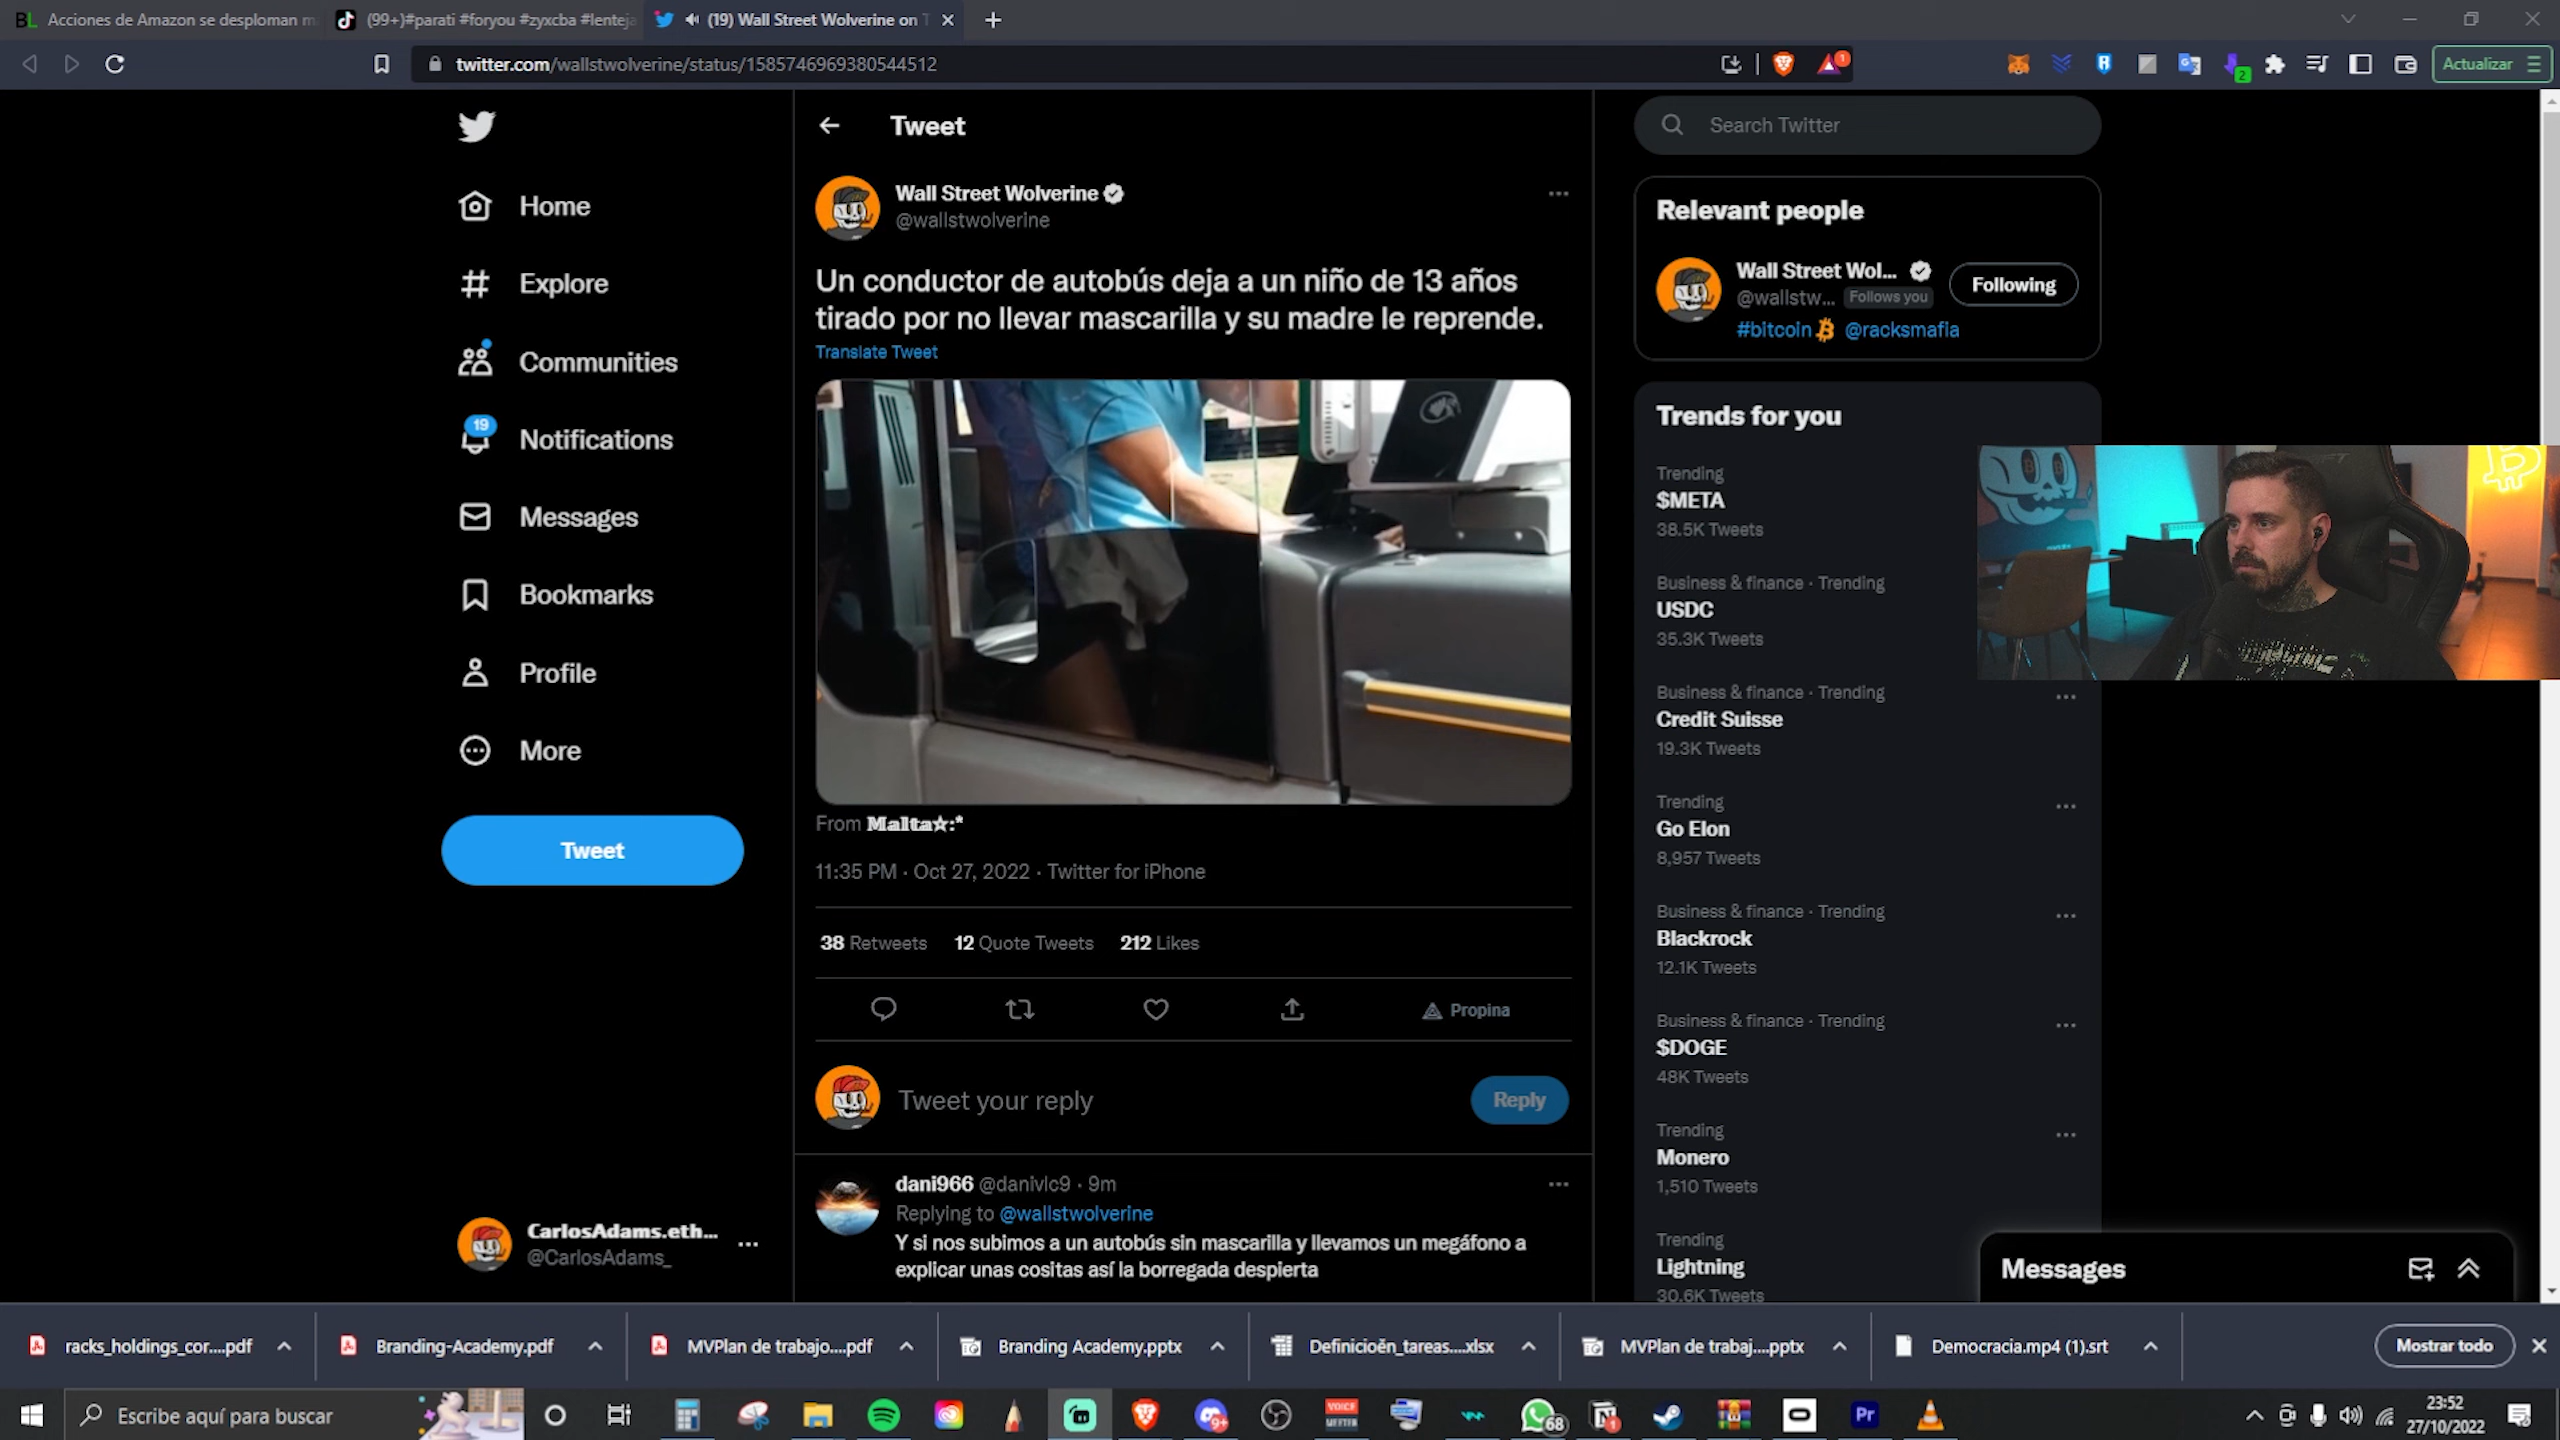 BL Acciones de Amazon se desploman m
(99+)#parati #foryou #zyxcba #lenteja
(19) Wall Street Wolverine on T
twitter.com/wallstwolverine/status/1585746969380544512
1
2
Actualizar
Home
Explore
Communities
19
Notifications
Messages
Bookmarks
Profile
More
Tweet
CarlosAdams.eth...
@CarlosAdams_
Tweet
Wall Street Wolverine
@wallstwolverine
Un conductor de autobús deja a un niño de 13 años
tirado por no llevar mascarilla y su madre le reprende.
Translate Tweet
From Malta☆:*
11:35 PM · Oct 27, 2022 · Twitter for iPhone
38 Retweets 12 Quote Tweets 212 Likes
Propina
Tweet your reply
Reply
dani966 @danivlc9 · 9m
Replying to @wallstwolverine
Y si nos subimos a un autobús sin mascarilla y llevamos un megáfono a
explicar unas cositas así la borregada despierta
Search Twitter
Relevant people
Wall Street Wol...
@wallstw... Follows you
Following
#bitcoin @racksmafia
Trends for you
Trending
$META
38.5K Tweets
Business & finance · Trending
USDC
35.3K Tweets
Business & finance · Trending
Credit Suisse
19.3K Tweets
Trending
Go Elon
8,957 Tweets
Business & finance · Trending
Blackrock
12.1K Tweets
Business & finance · Trending
$DOGE
48K Tweets
Trending
Monero
1,510 Tweets
Trending
Lightning
30.6K Tweets
Messages
racks_holdings_cor....pdf
Branding-Academy.pdf
MVPlan de trabajo....pdf
Branding Academy.pptx
Definicioĕn_tareas....xlsx
MVPlan de trabaj....pptx
Democracia.mp4 (1).srt
Mostrar todo
Escribe aquí para buscar
9+
VOICE
68
1
Pr
23:52
27/10/2022